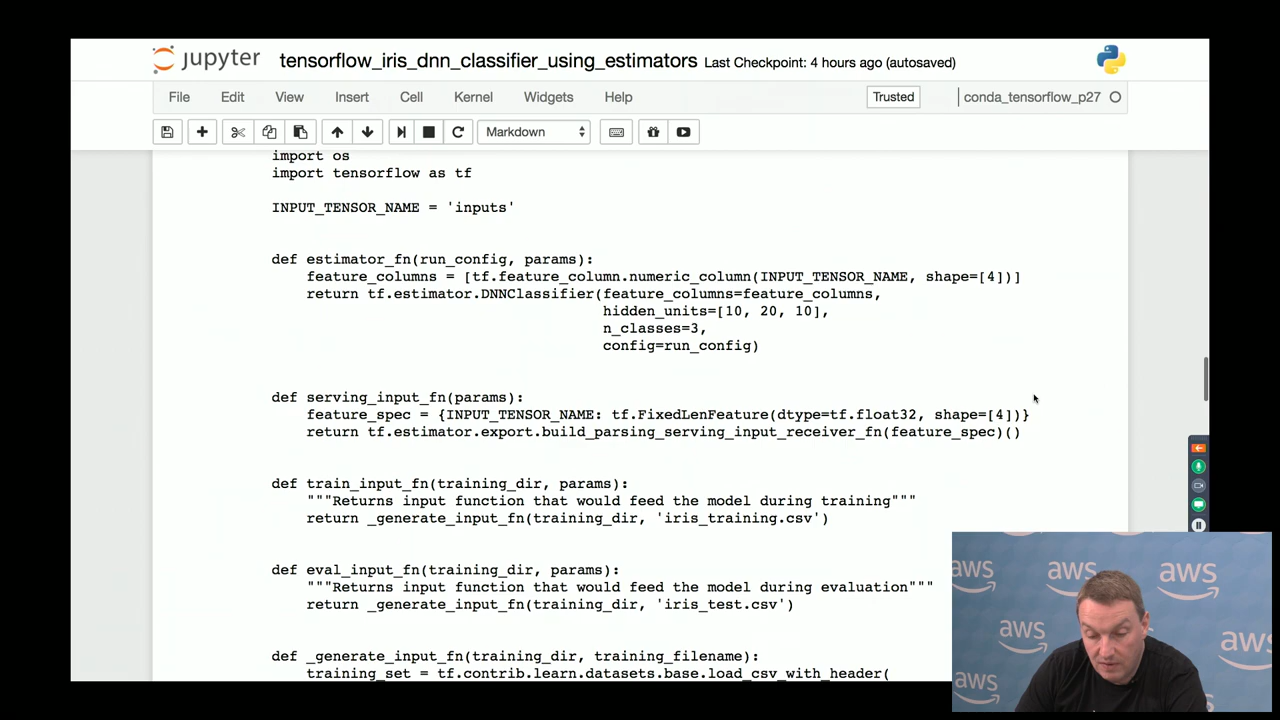 jupyter tensorflow_iris_dnn_classifier_using_estimators Last Checkpoint: 4 hours ago (autosaved)
File Edit View Insert Cell Kernel Widgets Help Trusted conda_tensorflow_p27
Markdown
import os
import tensorflow as tf
INPUT_TENSOR_NAME = 'inputs'
def estimator_fn(run_config, params):
feature_columns = [tf.feature_column.numeric_column(INPUT_TENSOR_NAME, shape=[4])]
return tf.estimator.DNNClassifier(feature_columns=feature_columns,
hidden_units=[10, 20, 10],
n_classes=3,
config=run_config)
def serving_input_fn(params):
feature_spec = {INPUT_TENSOR_NAME: tf.FixedLenFeature(dtype=tf.float32, shape=[4])}
return tf.estimator.export.build_parsing_serving_input_receiver_fn(feature_spec)()
def train_input_fn(training_dir, params):
"""Returns input function that would feed the model during training"""
return _generate_input_fn(training_dir, 'iris_training.csv')
def eval_input_fn(training_dir, params):
"""Returns input function that would feed the model during evaluation"""
return _generate_input_fn(training_dir, 'iris_test.csv')
def _generate_input_fn(training_dir, training_filename):
training_set = tf.contrib.learn.datasets.base.load_csv_with_header(
aws aws aws
aws aws
aws